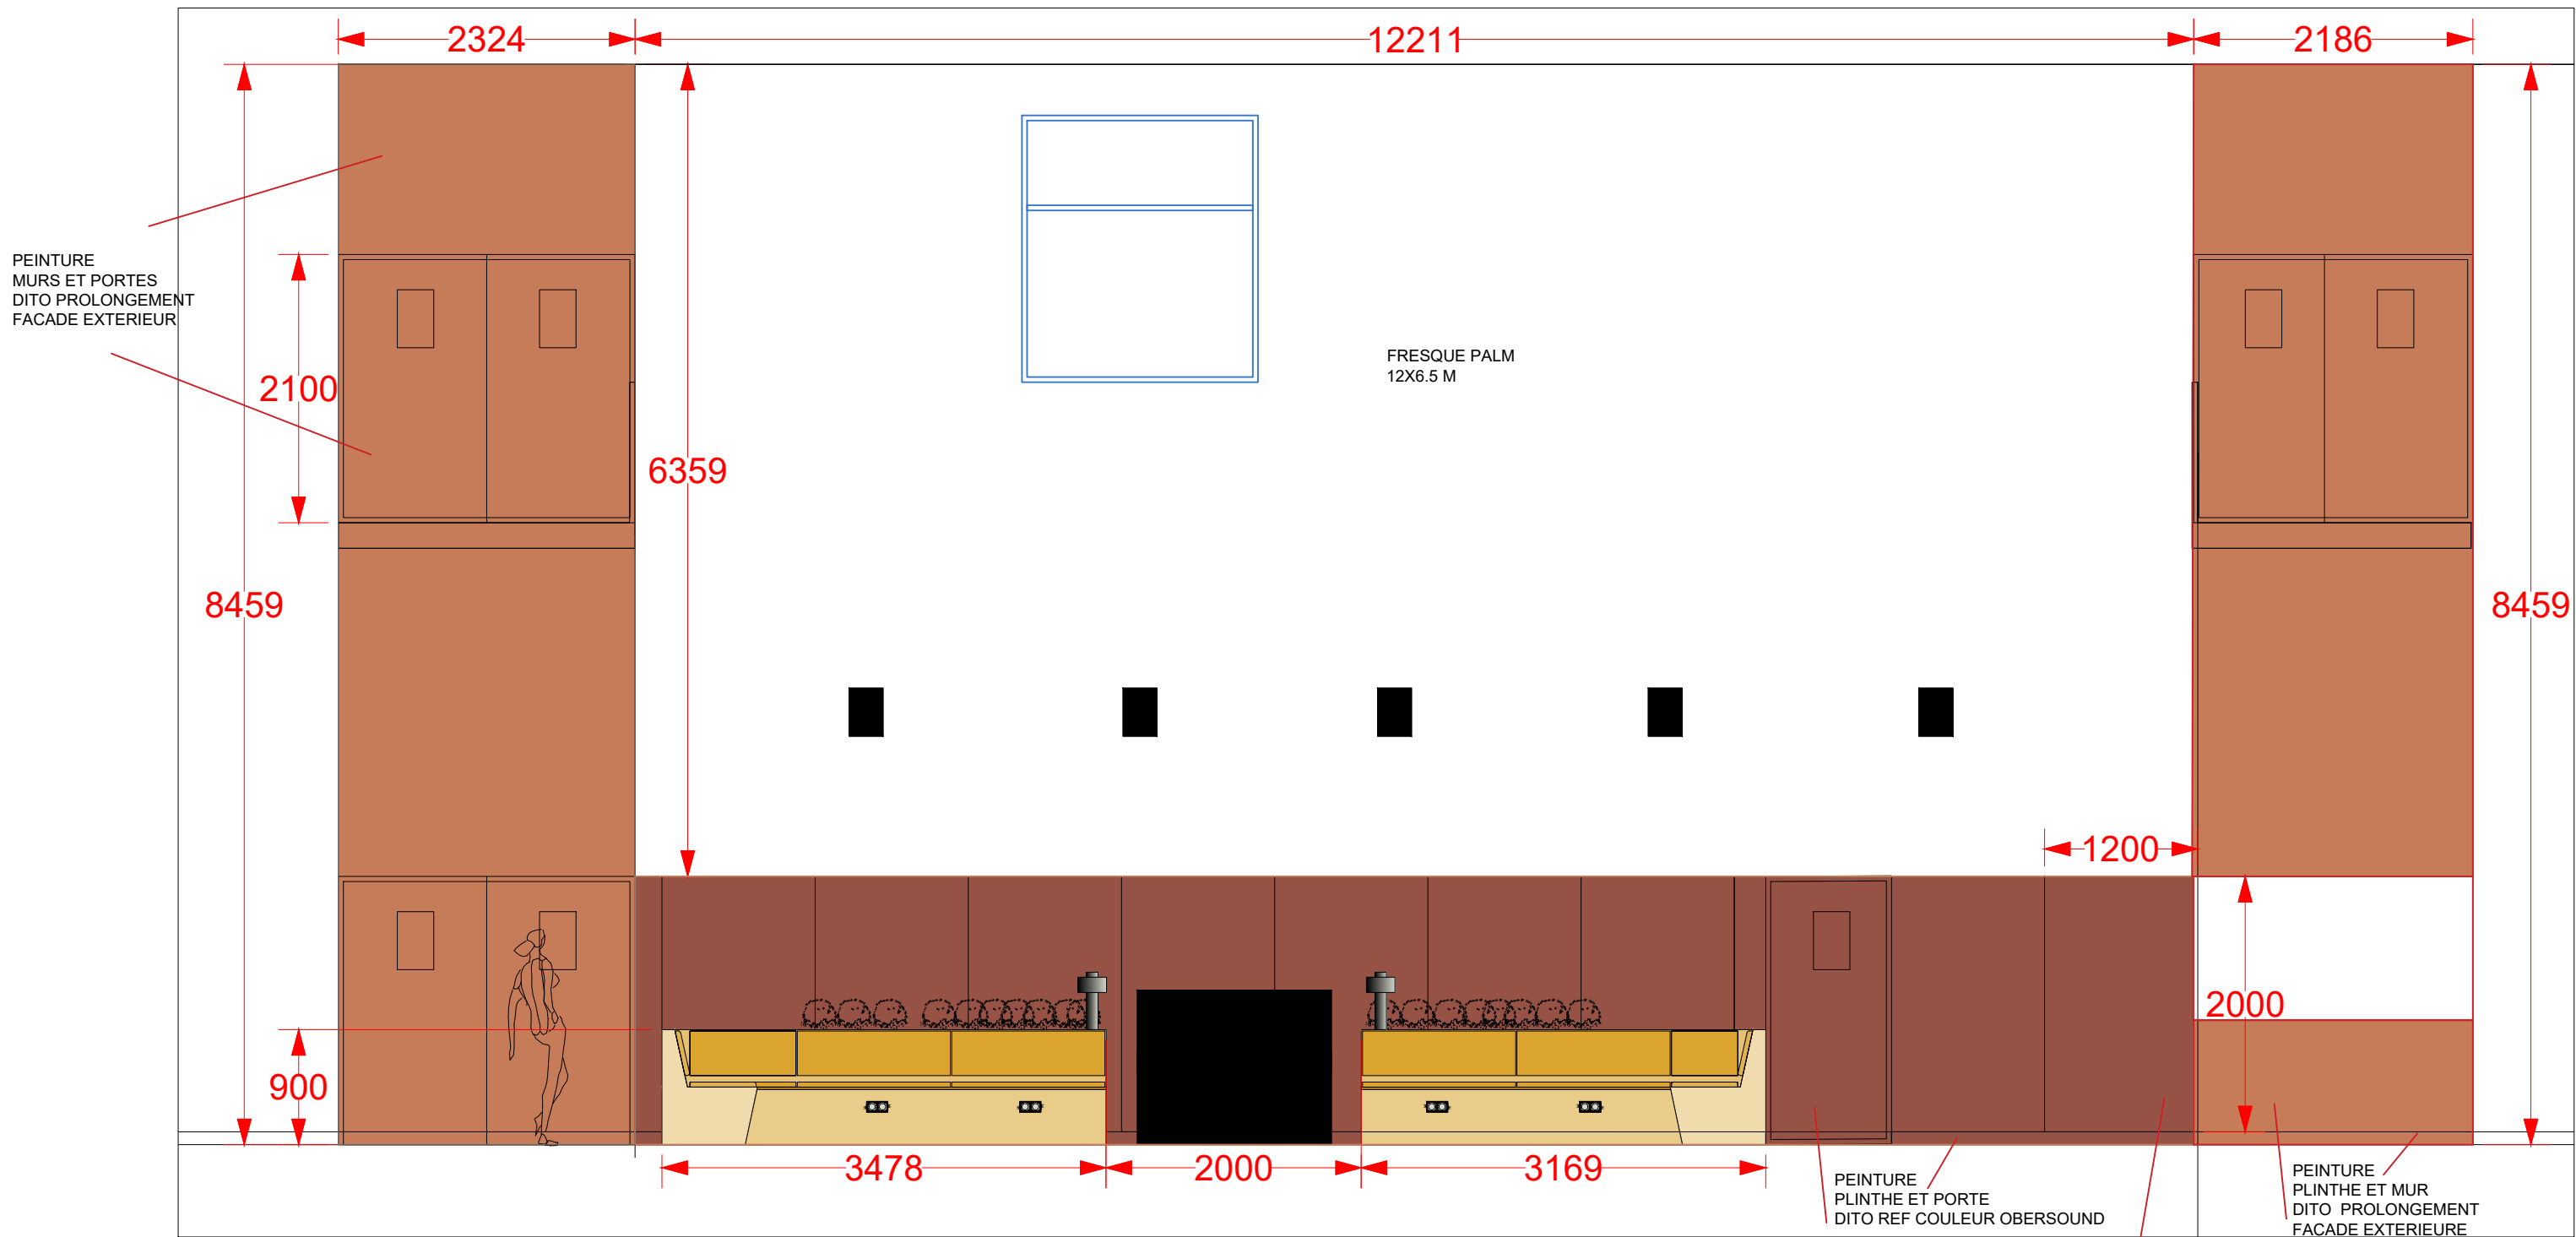 2324
12211
2186
PEINTURE
MURS ET PORTES
DITO PROLONGEMENT
FACADE EXTERIEUR
2100
FRESQUE PALM
12X6.5 M
6359
8459
8459
1200
2000
900
3478
2000
3169
PEINTURE
PLINTHE ET PORTE
DITO REF COULEUR OBERSOUND
PEINTURE
PLINTHE ET MUR
DITO PROLONGEMENT
FACADE EXTERIEURE